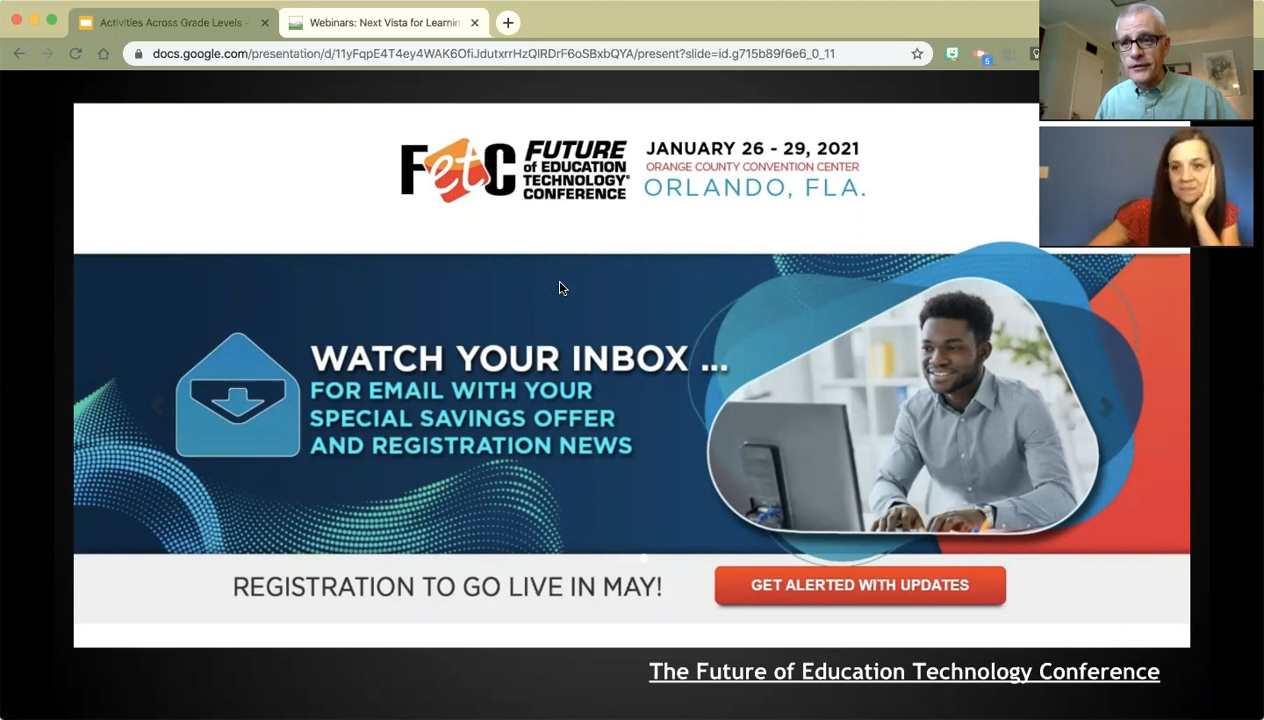 Activities Across Grade Levels -
Webinars: Next Vista for Learnin
docs.google.com/presentation/d/11yFqpE4T4ey4WAK6OfiJdutxrrHzQlRDrF6oSBxbQYA/present?slide=id.g715b89f6e6_0_11
5
FetC
FUTURE
of EDUCATION
TECHNOLOGY
CONFERENCE
JANUARY 26 - 29, 2021
ORANGE COUNTY CONVENTION CENTER
ORLANDO, FLA.
WATCH YOUR INBOX ...
FOR EMAIL WITH YOUR
SPECIAL SAVINGS OFFER
AND REGISTRATION NEWS
REGISTRATION TO GO LIVE IN MAY!
GET ALERTED WITH UPDATES
The Future of Education Technology Conference